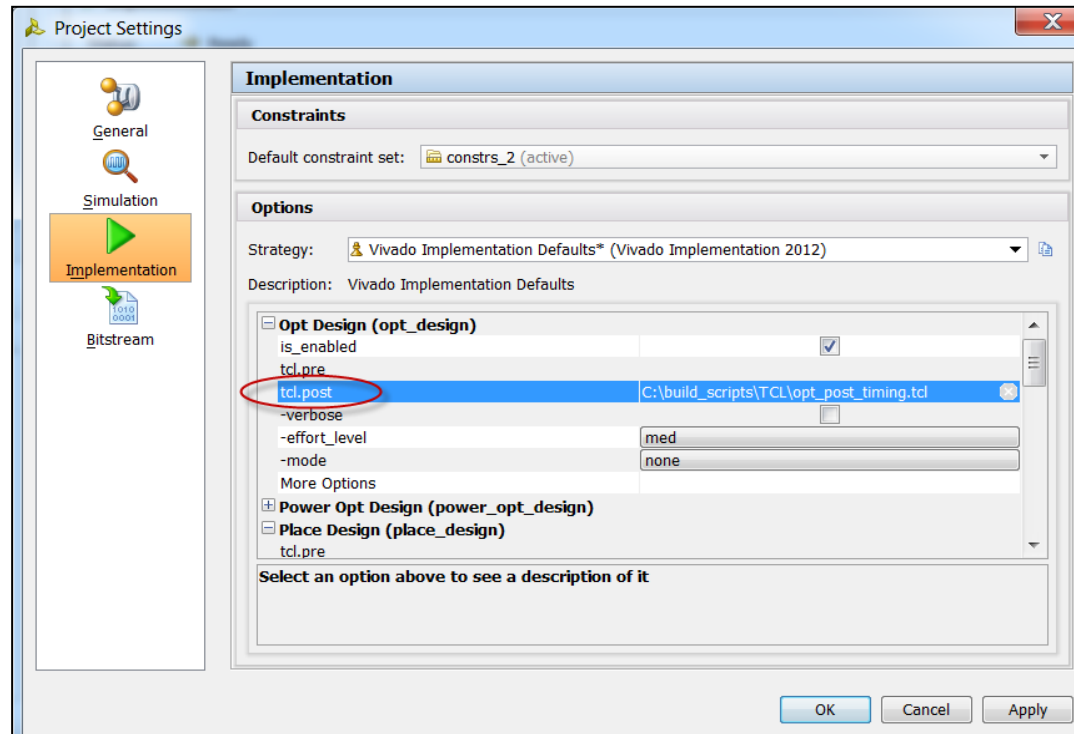 Project Settings
X
General
Simulation
Implementation
1010
0001
Bitstream
Implementation
Constraints
Default constraint set: constrs_2 (active)
Options
Strategy: Vivado Implementation Defaults* (Vivado Implementation 2012)
Description: Vivado Implementation Defaults
Opt Design (opt_design)
is_enabled
tcl.pre
tcl.post C:\build_scripts\TCL\opt_post_timing.tcl
-verbose
-effort_level med
-mode none
More Options
Power Opt Design (power_opt_design)
Place Design (place_design)
tcl.pre
Select an option above to see a description of it
OK Cancel Apply